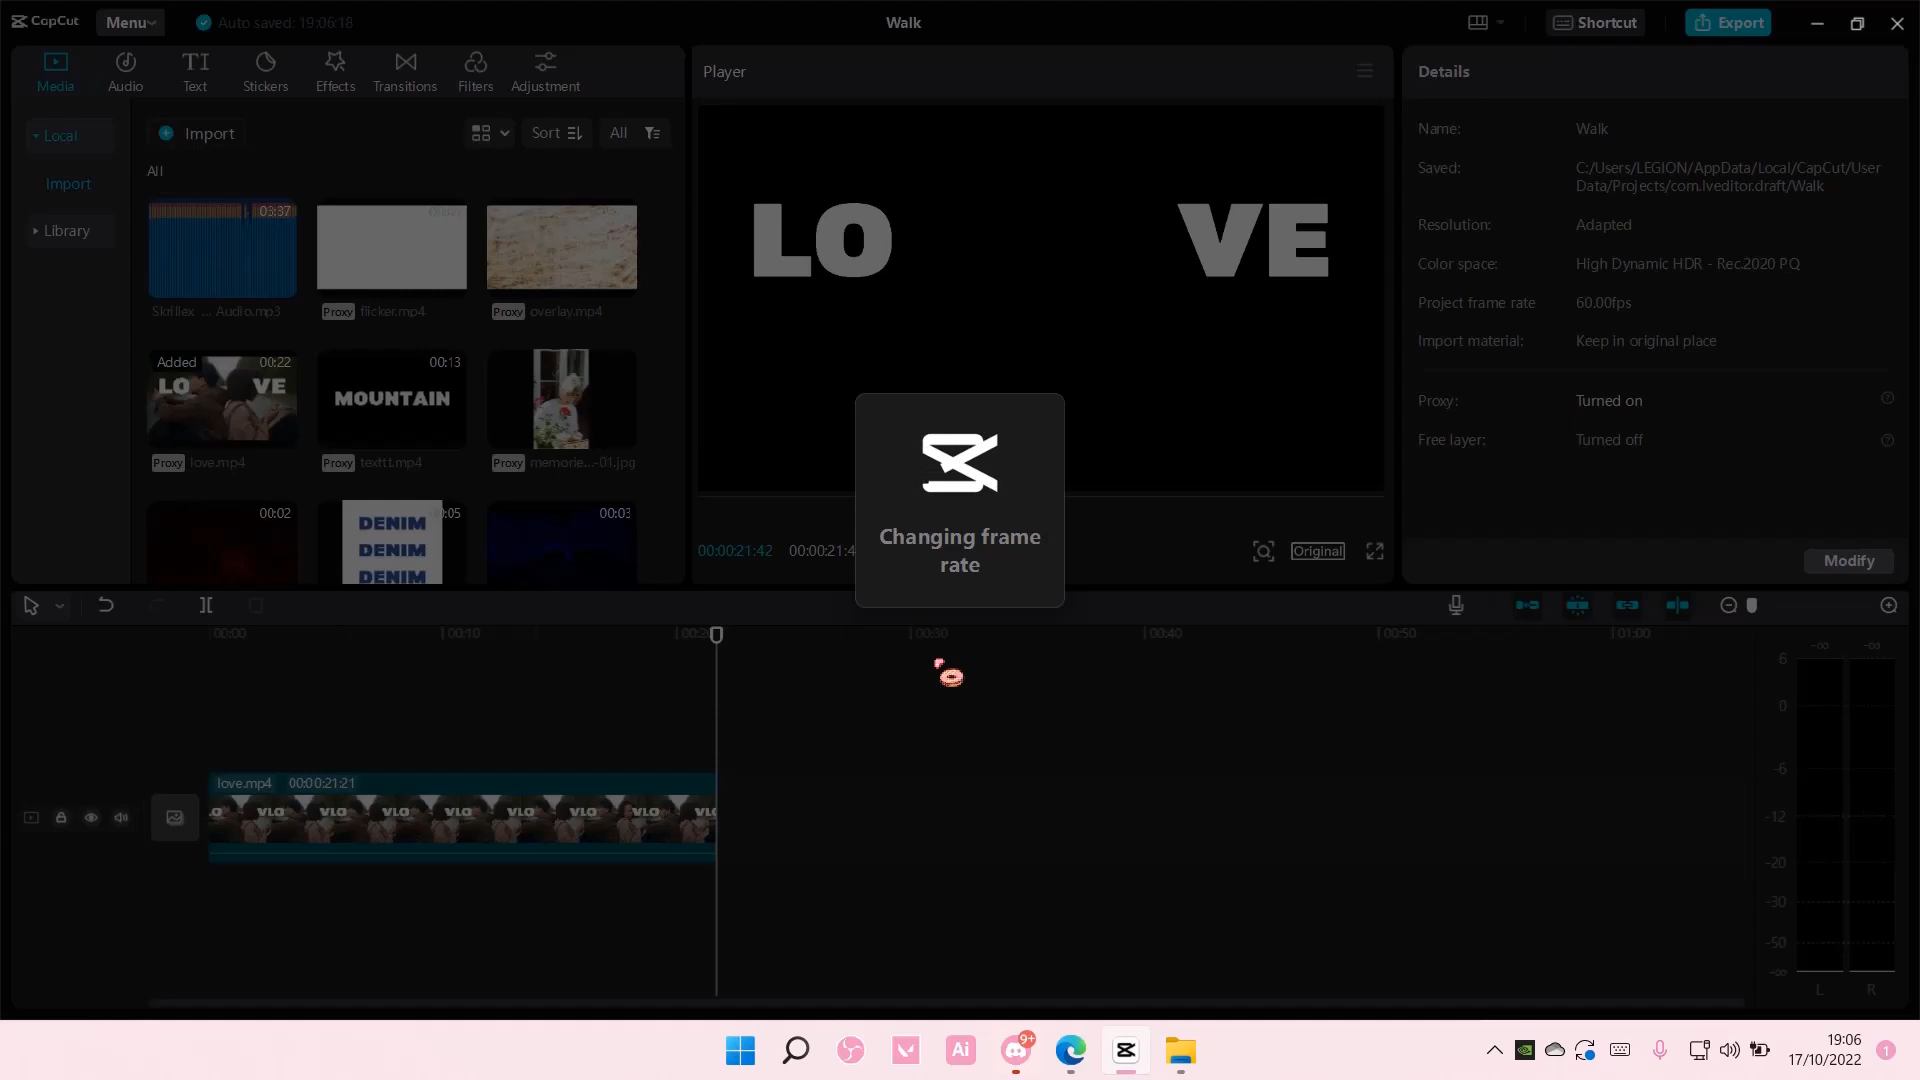 CapCut
Menu
Auto saved: 19:06:18
Walk
Shortcut
Export
Media
Audio
Text
Stickers
Effects
Transitions
Filters
Adjustment
Player
Details
Local
Import
Library
Import
Sort
All
All
03:37
Skrillex ... Audio.mp3
Proxy flicker.mp4
Proxy overlay.mp4
Added 00:22
LO VE
Proxy love.mp4
00:13
MOUNTAIN
Proxy texttt.mp4
Proxy memorie...-01.jpg
00:02
:05
DENIM
DENIM
DENIM
00:03
LO VE
Changing frame
rate
00:00:21:42
00:00:21:4
Original
Name: Walk
Saved: C:/Users/LEGION/AppData/Local/CapCut/User
Data/Projects/com.lveditor.draft/Walk
Resolution: Adapted
Color space: High Dynamic HDR - Rec.2020 PQ
Project frame rate 60.00fps
Import material: Keep in original place
Proxy: Turned on
Free layer: Turned off
Modify
00:00
00:10
00:20
00:30
00:40
00:50
01:00
love.mp4 00:00:21:21
LO VLO VLO VLO VLO VLO VLO VLO VLO
-∞ -∞
6
0
-6
-12
-20
-30
-50
-∞
L R
Ai
9+
19:06
17/10/2022
1